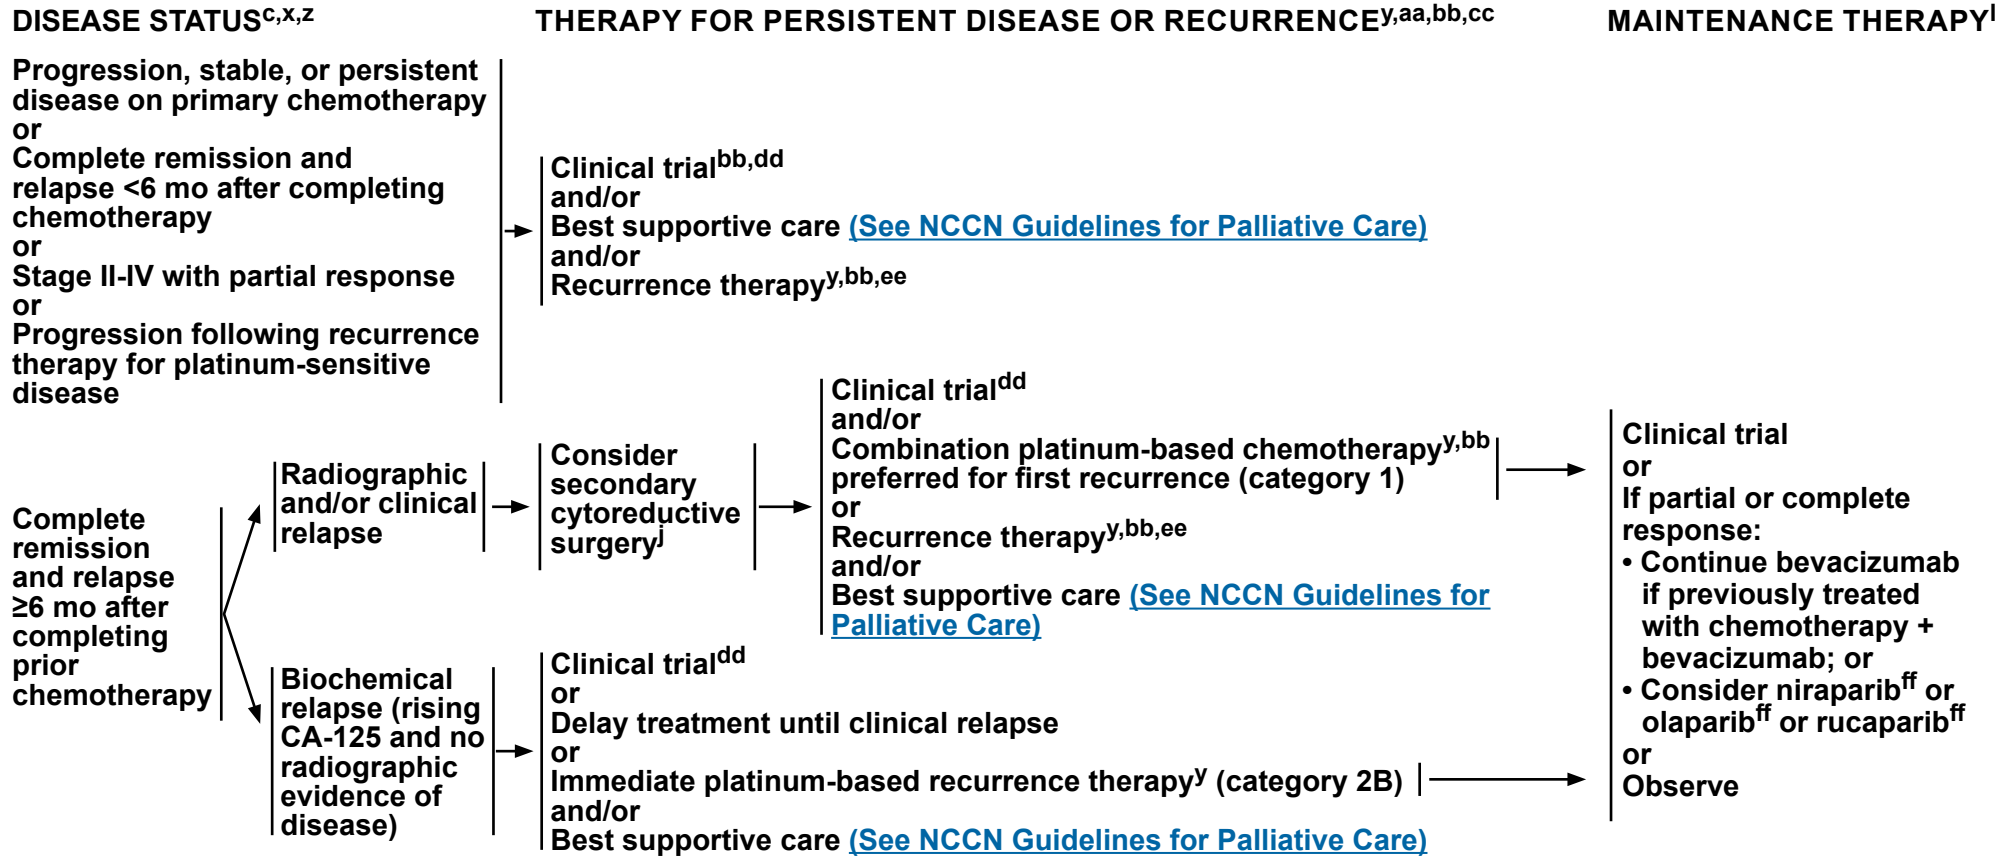 DISEASE STATUSc,x,z
THERAPY FOR PERSISTENT DISEASE OR RECURRENCEy,aa,bb,cc
MAINTENANCE THERAPYl
Progression, stable, or persistent
disease on primary chemotherapy
or
Complete remission and
relapse <6 mo after completing
chemotherapy
or
Stage II-IV with partial response
or
Progression following recurrence
therapy for platinum-sensitive
disease
Clinical trialbb,dd
and/or
Best supportive care (See NCCN Guidelines for Palliative Care)
and/or
Recurrence therapyy,bb,ee
Complete
remission
and relapse
≥6 mo after
completing
prior
chemotherapy
Radiographic
and/or clinical
relapse
Consider
secondary
cytoreductive
surgeryj
Clinical trialdd
and/or
Combination platinum-based chemotherapyy,bb
preferred for first recurrence (category 1)
or
Recurrence therapyy,bb,ee
and/or
Best supportive care (See NCCN Guidelines for
Palliative Care)
Biochemical
relapse (rising
CA-125 and no
radiographic
evidence of
disease)
Clinical trialdd
or
Delay treatment until clinical relapse
or
Immediate platinum-based recurrence therapyy (category 2B)
and/or
Best supportive care (See NCCN Guidelines for Palliative Care)
Clinical trial
or
If partial or complete
response:
• Continue bevacizumab
if previously treated
with chemotherapy +
bevacizumab; or
• Consider niraparibff or
olaparibff or rucaparibff
or
Observe